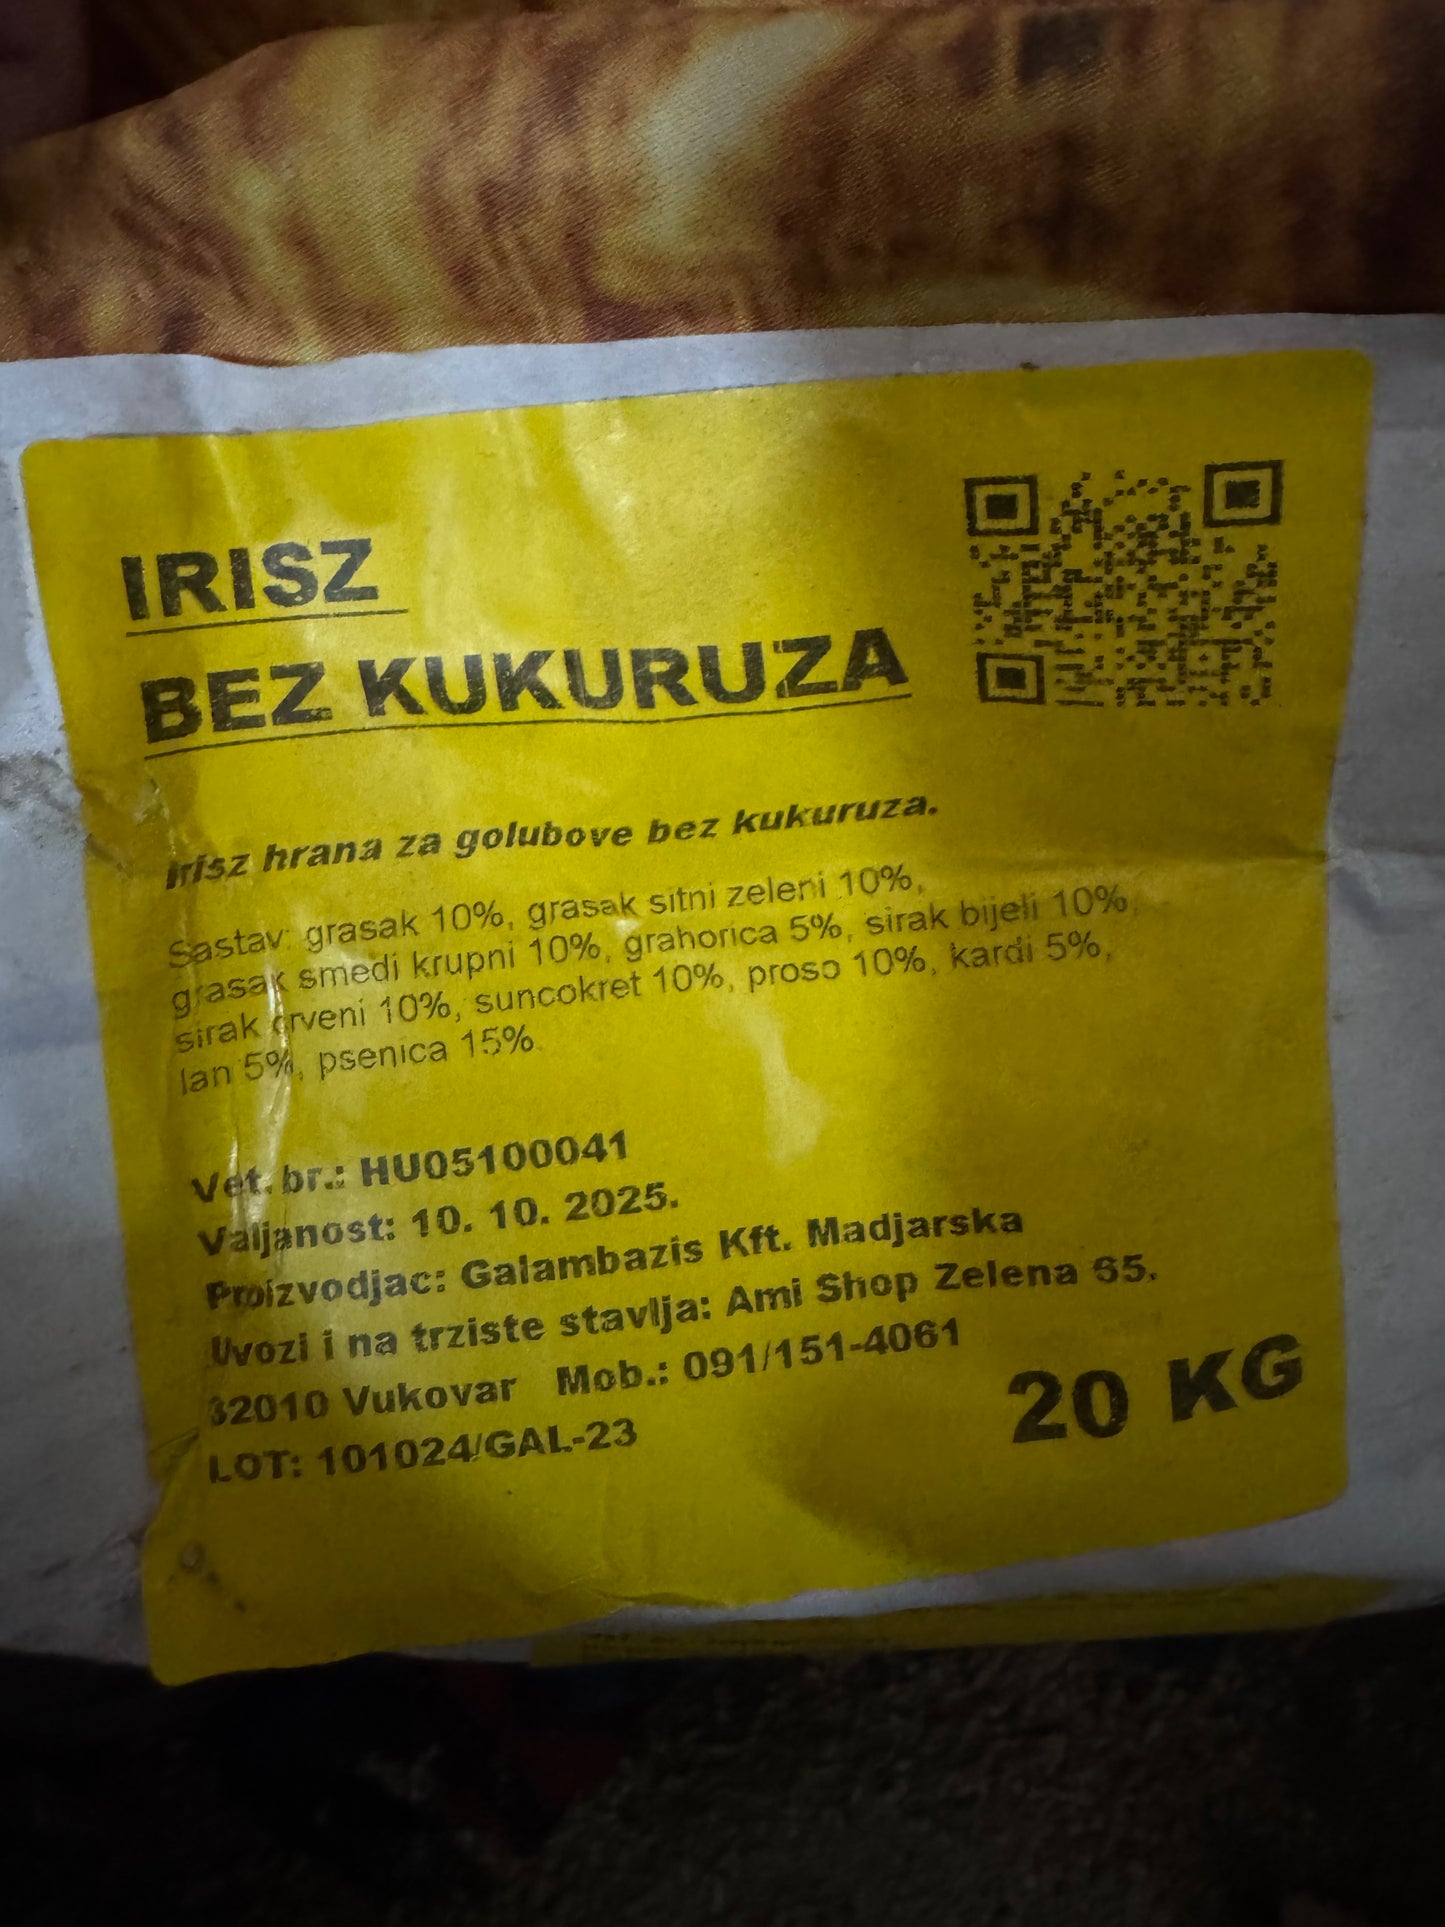 IRISZ
BEZ KUKURUZA
Irisz hrana za golubove bez kukuruza.
Sastav: grasak 10%, grasak sitni zeleni 10%,
grasak smedi krupni 10%, grahorica 5%, sirak bijeli 10%,
sirak crveni 10%, suncokret 10%, proso 10%, kardi 5%,
lan 5%, psenica 15%.
Vet. br.: HU05100041
Valjanost: 10. 10. 2025.
Proizvodjac: Galambazis Kft. Madjarska
Uvozi i na trziste stavlja: Ami Shop Zelena 65.
32010 Vukovar Mob.: 091/151-4061
LOT: 101024/GAL-23
20 KG